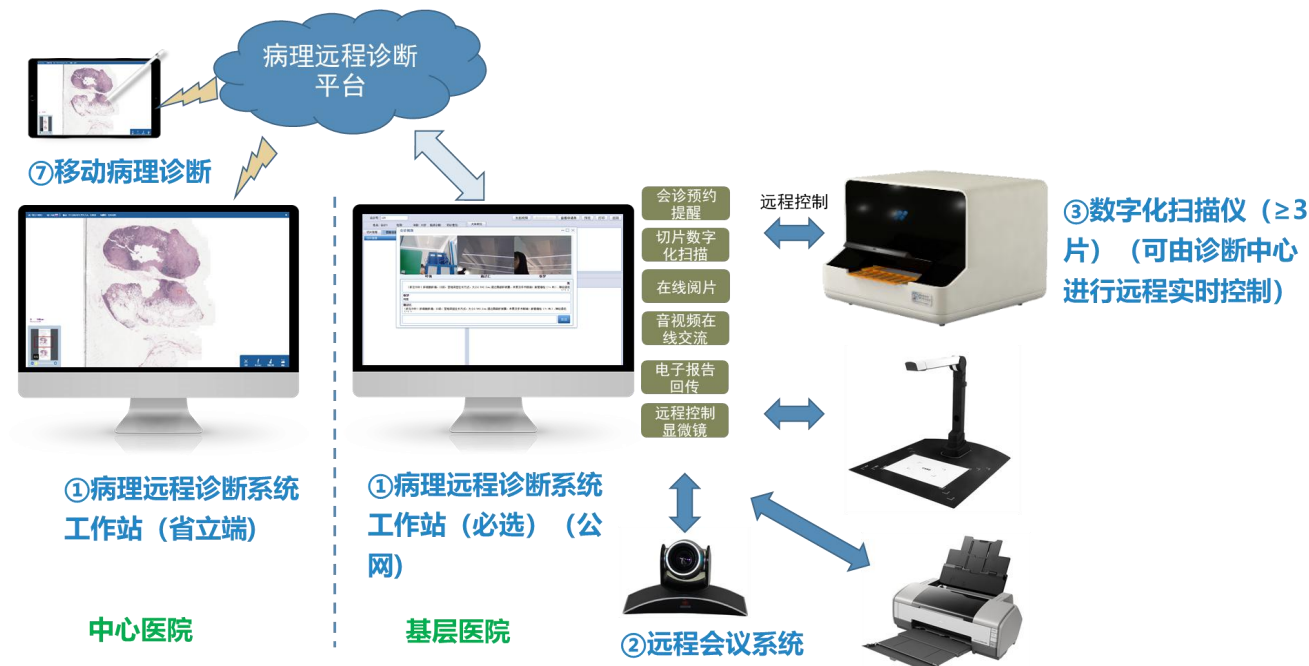 病理远程诊断
平台
⑦移动病理诊断
会诊预约
提醒
切片数字
化扫描
在线阅片
音视频在
线交流
电子报告
回传
远程控制
显微镜
远程控制
③数字化扫描仪（≥3
片）（可由诊断中心
进行远程实时控制）
①病理远程诊断系统
工作站（省立端)
①病理远程诊断系统
工作站（必选）（公
网)
②远程会议系统
中心医院
基层医院